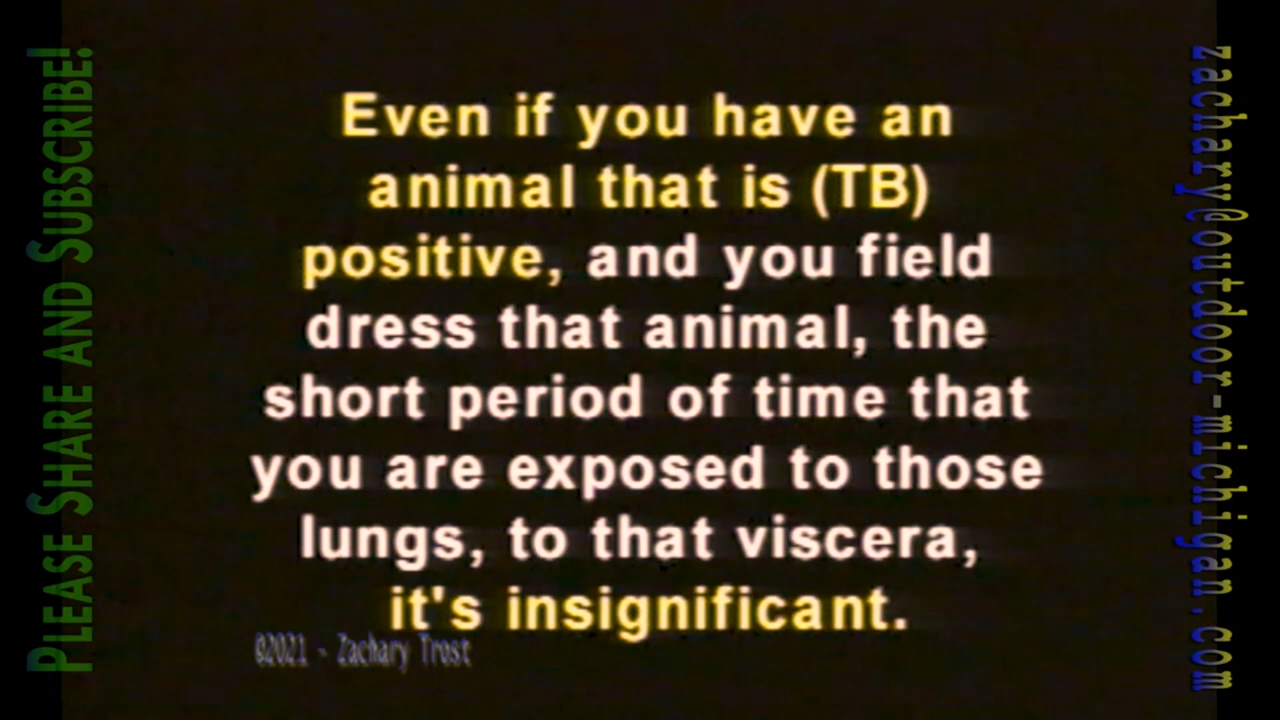 PLEASE SHARE AND SUBSCRIBE!
Even if you have an
animal that is (TB)
positive, and you field
dress that animal, the
short period of time that
you are exposed to those
lungs, to that viscera,
it's insignificant.
©2021 - Zachary Trost
zachary@outdoor-michigan.com